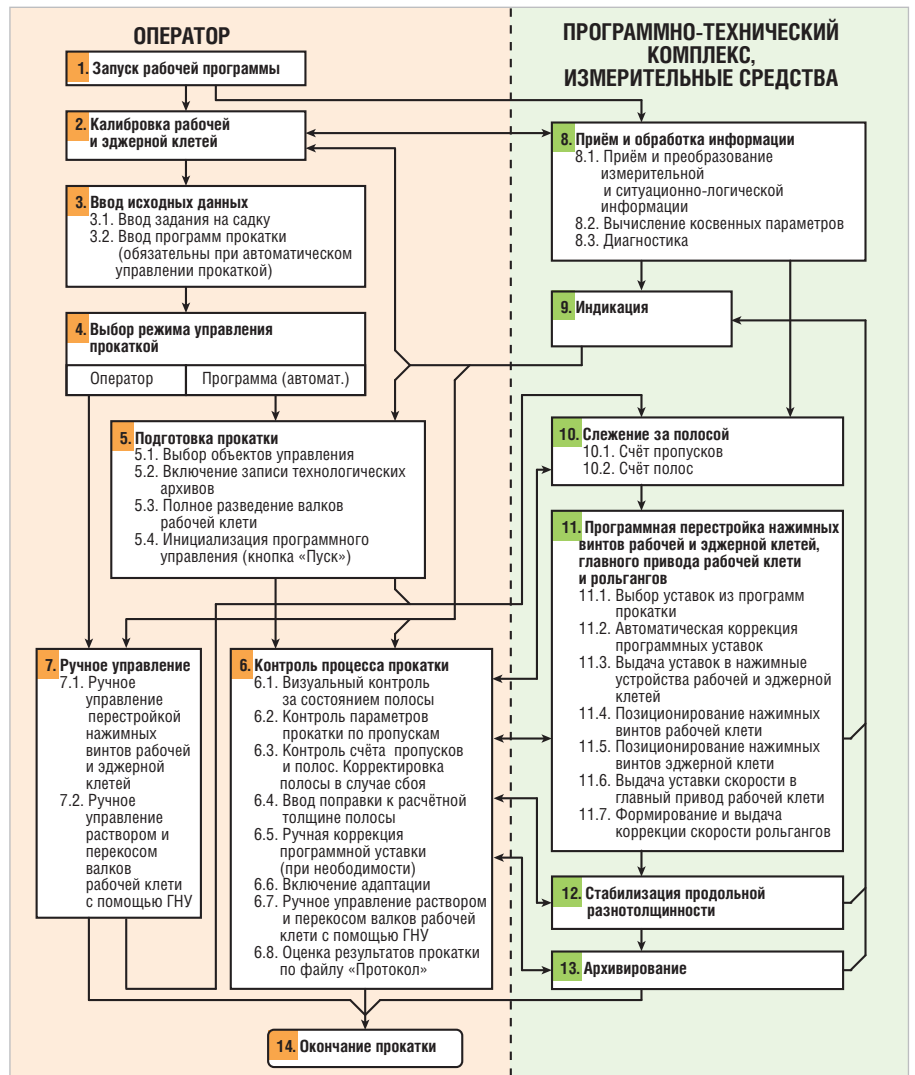 ОПЕРАТОР
1. Запуск рабочей программы
2. Калибровка рабочей
и эджерной клетей
3. Ввод исходных данных
3.1. Ввод задания на садку
3.2. Ввод программ прокатки
(обязательны при автоматическом
управлении прокаткой)
4. Выбор режима управления
прокаткой
Оператор
Программа (автомат.)
5. Подготовка прокатки
5.1. Выбор объектов управления
5.2. Включение записи технологических
архивов
5.3. Полное разведение валков
рабочей клети
5.4. Инициализация программного
управления (кнопка «Пуск»)
7. Ручное управление
7.1. Ручное
управление
перестройкой
нажимных
винтов рабочей
и эджерной
клетей
7.2. Ручное
управление
раствором и
перекосом
валков
рабочей клети
с помощью ГНУ
6. Контроль процесса прокатки
6.1. Визуальный контроль
за состоянием полосы
6.2. Контроль параметров
прокатки по пропускам
6.3. Контроль счёта пропусков
и полос. Корректировка
полосы в случае сбоя
6.4. Ввод поправки к расчётной
толщине полосы
6.5. Ручная коррекция
программной уставки
(при неободимости)
6.6. Включение адаптации
6.7. Ручное управление раствором
и перекосом валков рабочей
клети с помощью ГНУ
6.8. Оценка результатов прокатки
по файлу «Протокол»
14. Окончание прокатки
ПРОГРАММНО-ТЕХНИЧЕСКИЙ
КОМПЛЕКС,
ИЗМЕРИТЕЛЬНЫЕ СРЕДСТВА
8. Приём и обработка информации
8.1. Приём и преобразование
измерительной
и ситуационно-логической
информации
8.2. Вычисление косвенных параметров
8.3. Диагностика
9. Индикация
10. Слежение за полосой
10.1. Счёт пропусков
10.2. Счёт полос
11. Программная перестройка нажимных
винтов рабочей и эджерной клетей,
главного привода рабочей клети
и рольгангов
11.1. Выбор уставок из программ
прокатки
11.2. Автоматическая коррекция
программных уставок
11.3. Выдача уставок в нажимные
устройства рабочей и эджерной
клетей
11.4. Позиционирование нажимных
винтов рабочей клети
11.5. Позиционирование нажимных
винтов эджерной клети
11.6. Выдача уставки скорости в
главный привод рабочей клети
11.7. Формирование и выдача
коррекции скорости рольгангов
12. Стабилизация продольной
разнотолщинности
13. Архивирование